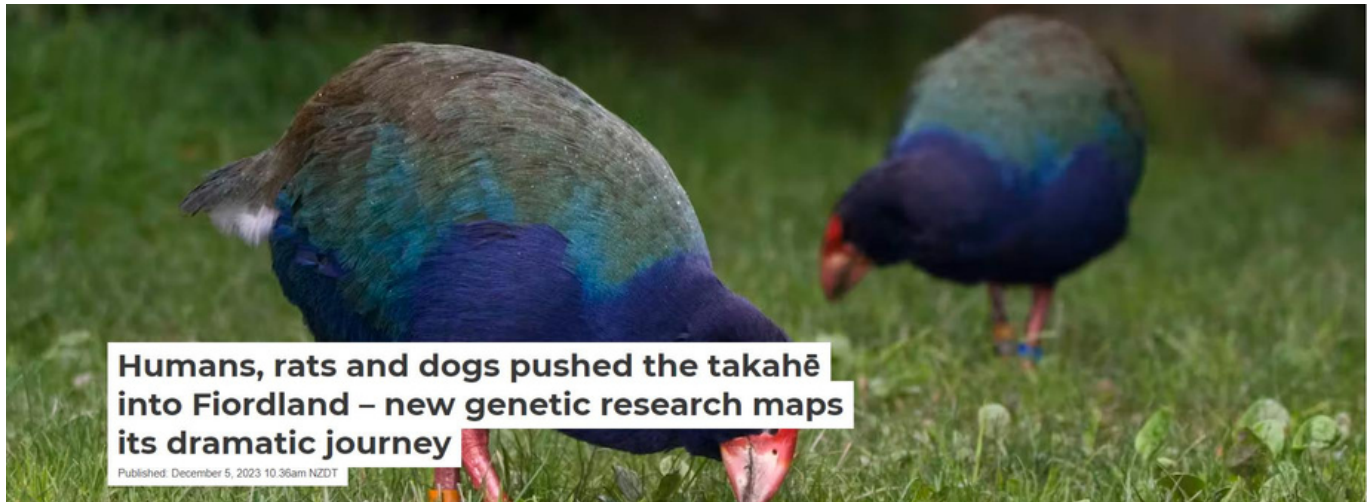 Humans, rats and dogs pushed the takahē
into Fiordland – new genetic research maps
its dramatic journey
Published: December 5, 2023 10.36am NZDT